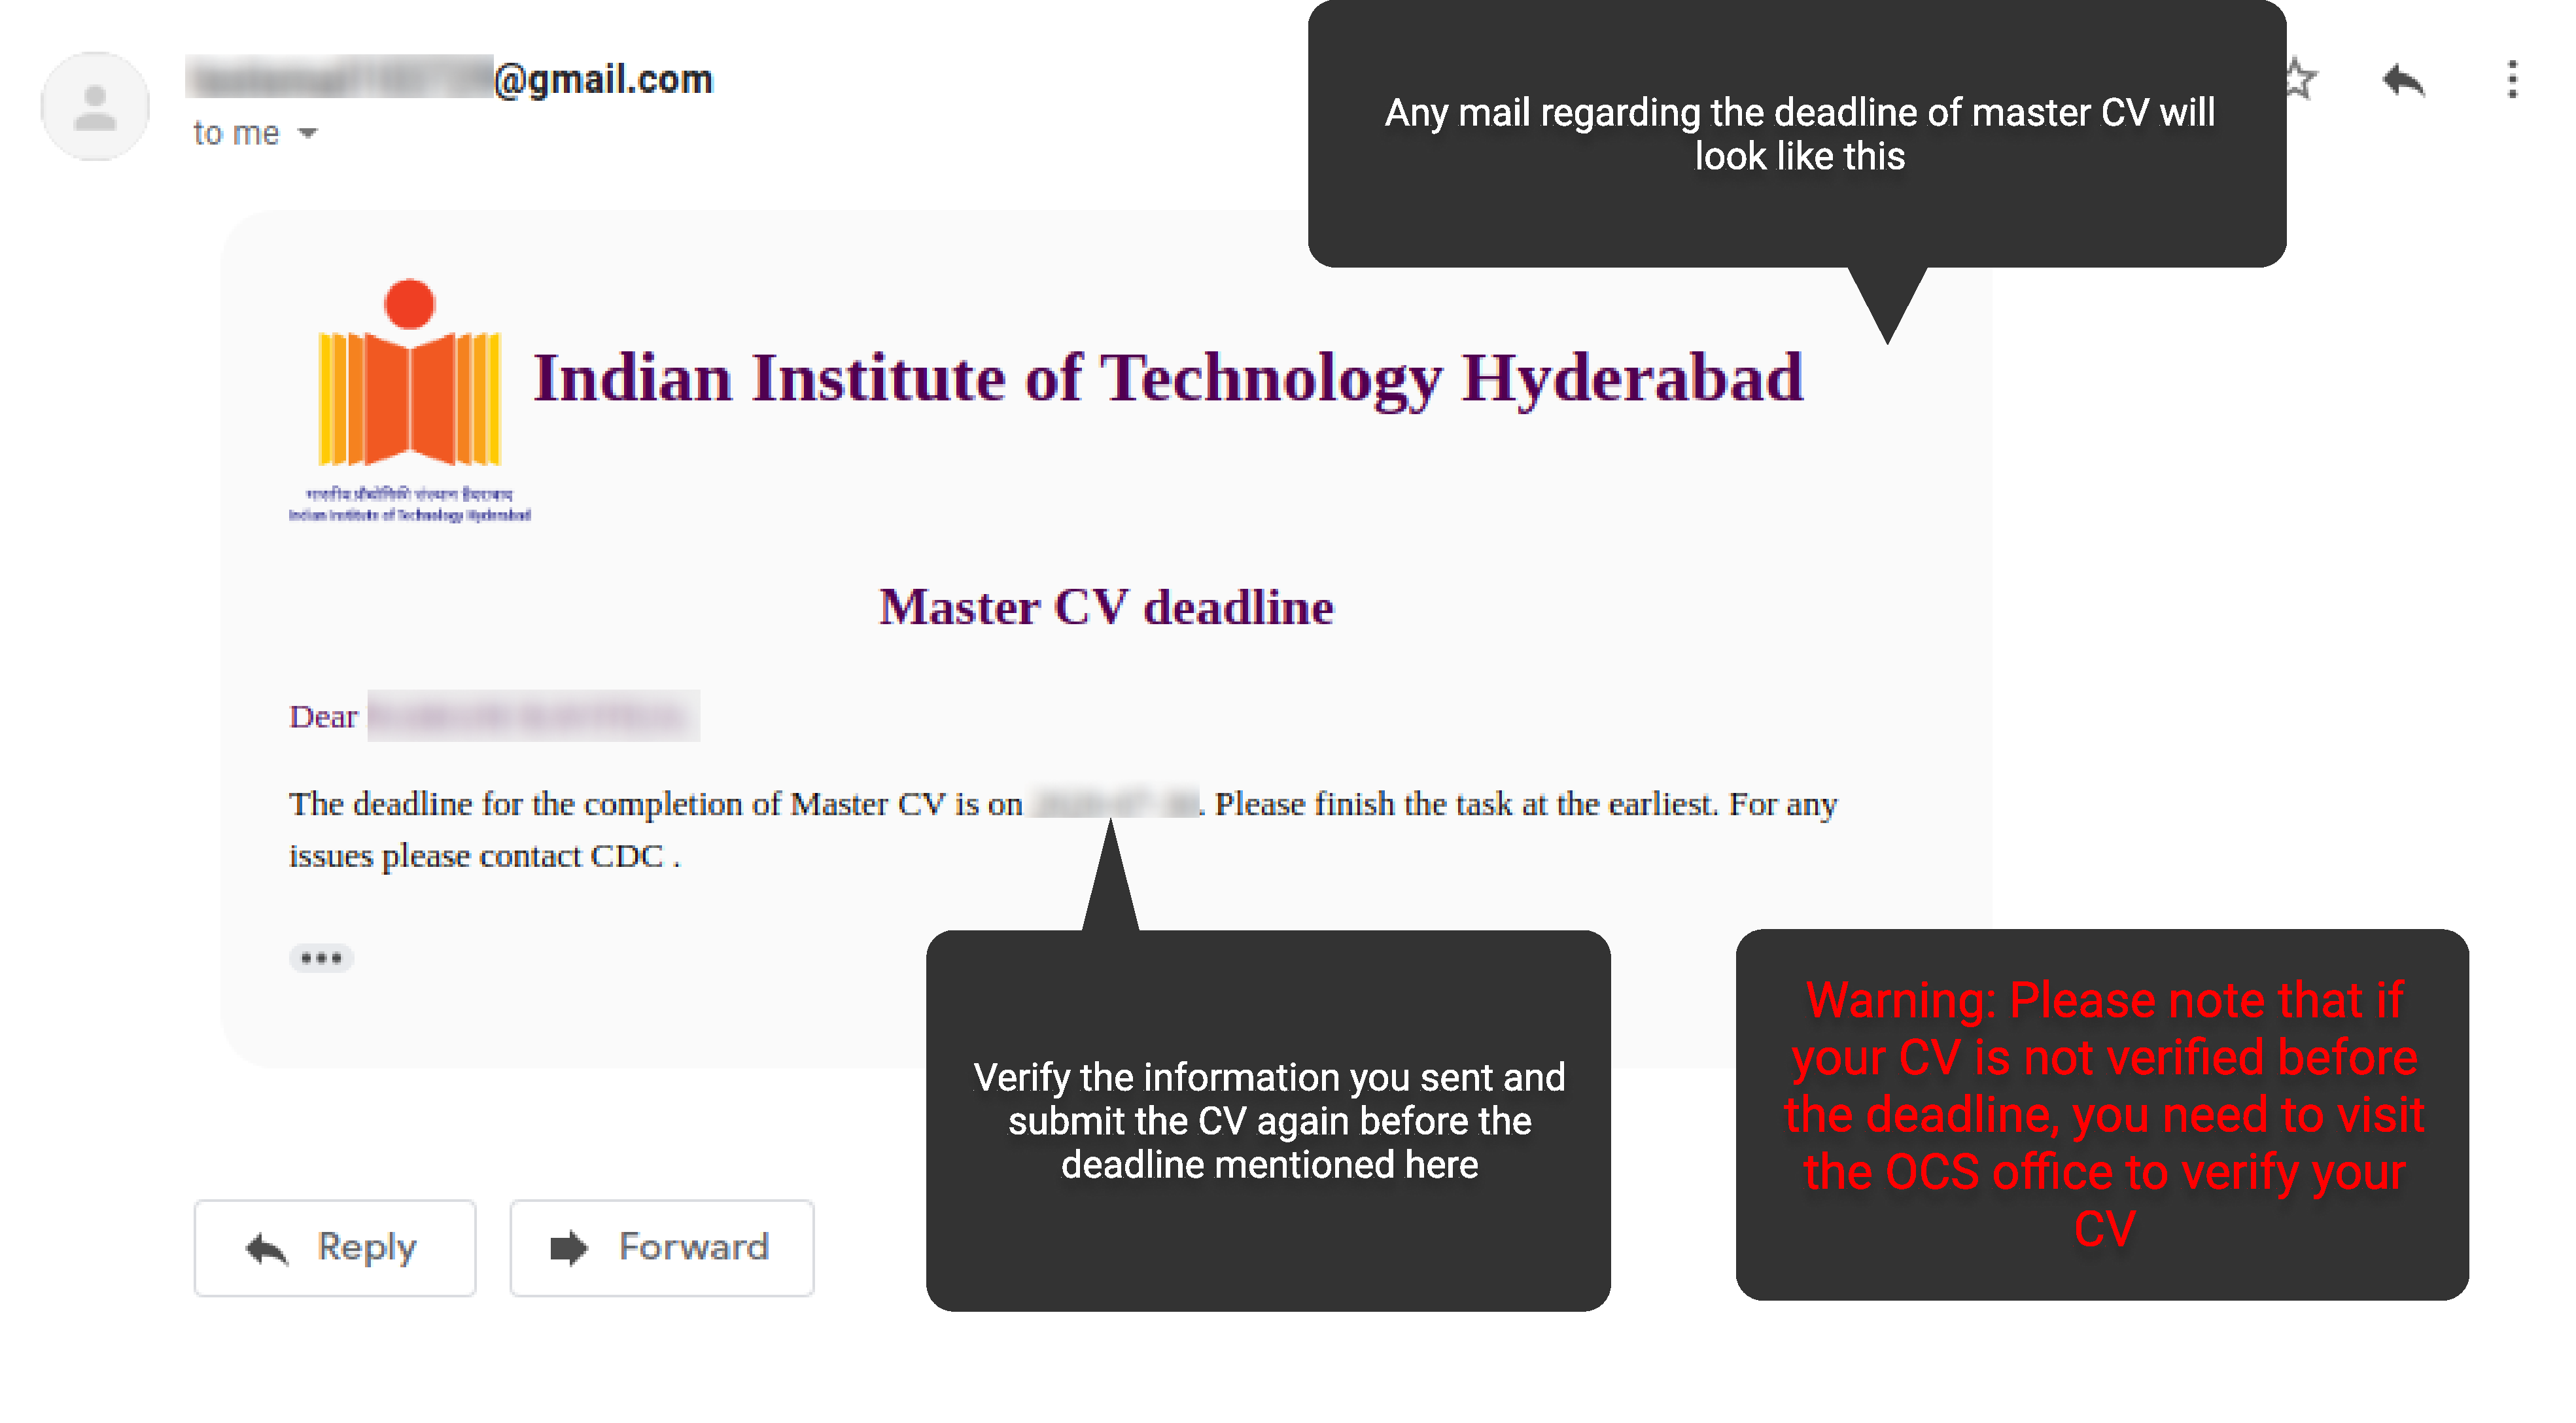 @gmail.com
to me
Any mail regarding the deadline of master CV will
look like this
Indian Institute of Technology Hyderabad
भारतीय प्रौद्योगिकी संस्थान हैदराबाद
Indian Institute of Technology Hyderabad
Master CV deadline
Dear
The deadline for the completion of Master CV is on . Please finish the task at the earliest. For any
issues please contact CDC .
Verify the information you sent and
submit the CV again before the
deadline mentioned here
Warning: Please note that if
your CV is not verified before
the deadline, you need to visit
the OCS office to verify your
CV
Reply
Forward